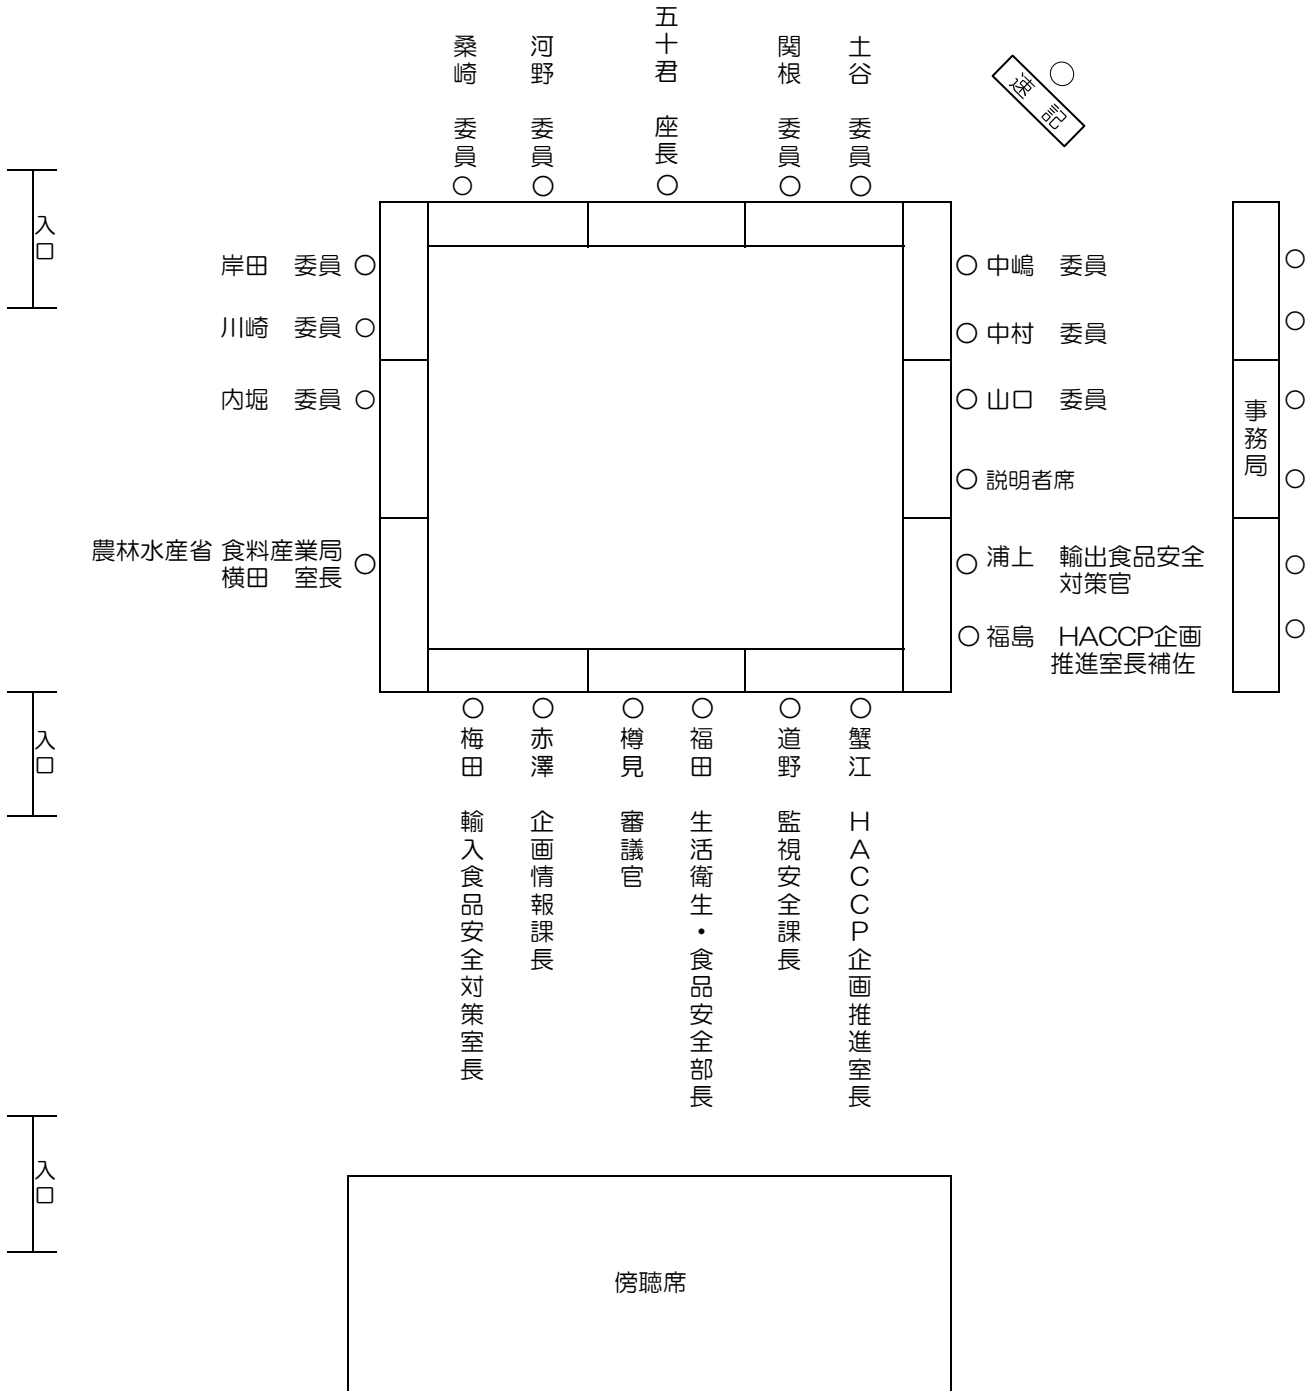 桑崎　委員
河野　委員
五十君　座長
関根　委員
土谷　委員
速記
入口
岸田　委員
川崎　委員
内堀　委員
農林水産省 食料産業局
横田　室長
中嶋　委員
中村　委員
山口　委員
説明者席
浦上　輸出食品安全
対策官
福島　HACCP企画
推進室長補佐
事務局
入口
梅田　輸入食品安全対策室長
赤澤　企画情報課長
樽見　審議官
福田　生活衛生・食品安全部長
道野　監視安全課長
蟹江　HACCP企画推進室長
入口
傍聴席